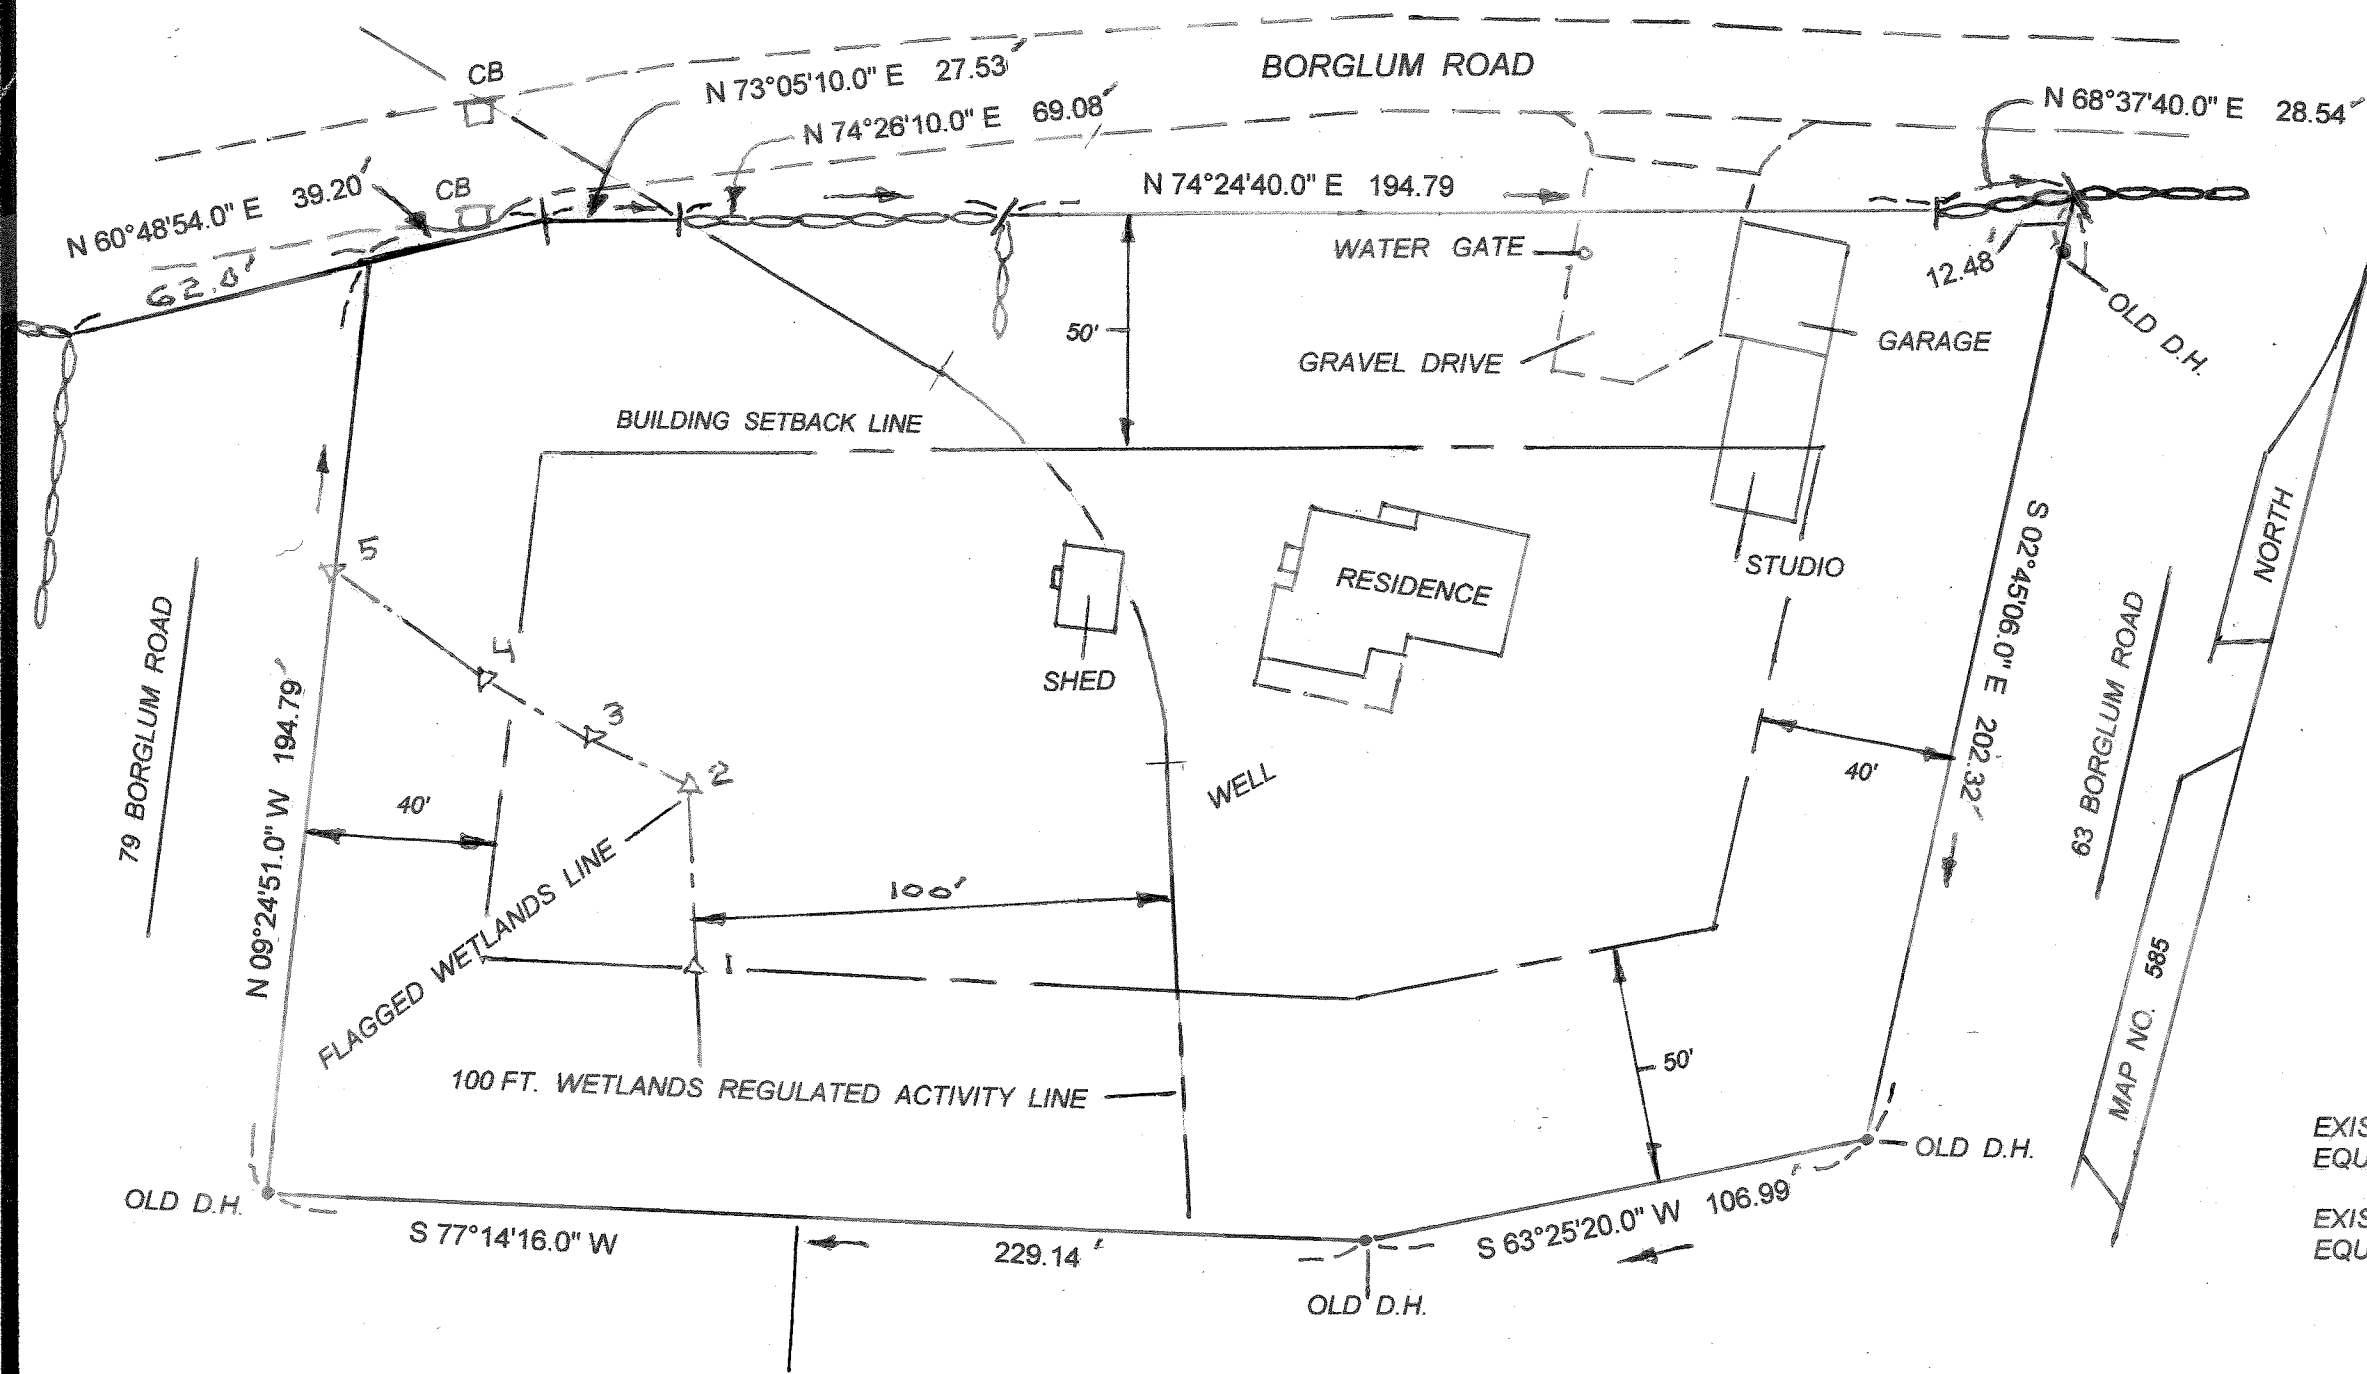 CB
N 73°05'10.0" E 27.53'
BORGLUM ROAD
N 74°26'10.0" E 69.08'
N 68°37'40.0" E 28.54'
N 60°48'54.0" E 39.20'
CB
N 74°24'40.0" E 194.79
62.0'
WATER GATE
12.48'
OLD D.H.
50'
GARAGE
GRAVEL DRIVE
BUILDING SETBACK LINE
NORTH
5
STUDIO
RESIDENCE
S 02°45'06.0" E 202.32'
4
SHED
3
79 BORGLUM ROAD
N 09°24'51.0" W 194.79'
2
WELL
40'
63 BORGLUM ROAD
40'
FLAGGED WETLANDS LINE
100'
1
MAP NO. 585
50'
100 FT. WETLANDS REGULATED ACTIVITY LINE
EXIS
EQU
OLD D.H.
OLD D.H.
S 77°14'16.0" W
229.14'
S 63°25'20.0" W 106.99'
EXIS
EQU
OLD D.H.